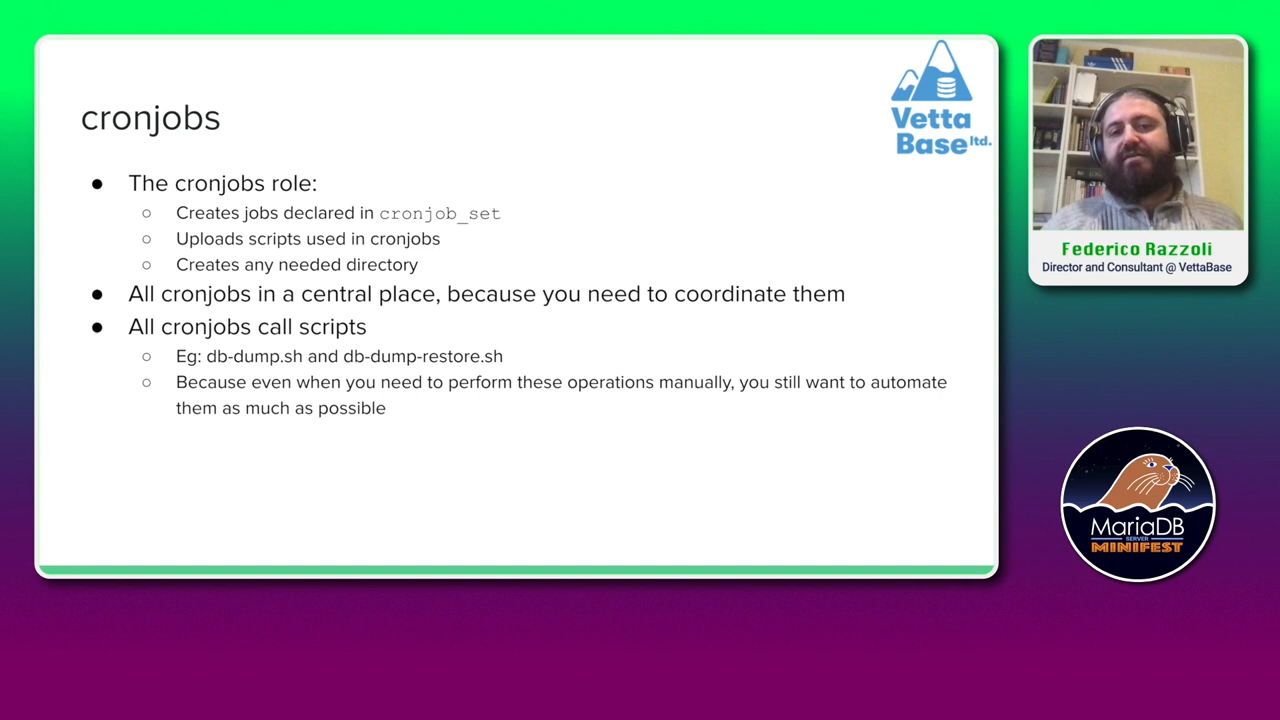 cronjobs
Vetta
Base ltd.
● The cronjobs role:
○ Creates jobs declared in cronjob_set
○ Uploads scripts used in cronjobs
○ Creates any needed directory
● All cronjobs in a central place, because you need to coordinate them
● All cronjobs call scripts
○ Eg: db-dump.sh and db-dump-restore.sh
○ Because even when you need to perform these operations manually, you still want to automate
them as much as possible
Federico Razzoli
Director and Consultant @ VettaBase
MariaDB
SERVER
MINIFEST